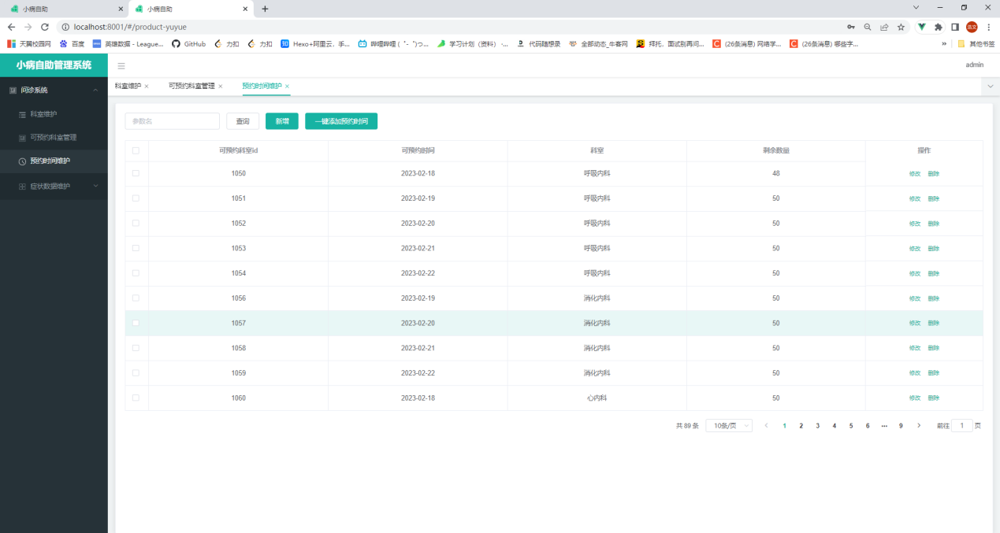 小病自助 × 小病自助 × +
localhost:8001/#/product-yuyue
天翼校园网 百度 英雄数据 - League... GitHub 力扣 力扣 Hexo+阿里云，手... 哔哩哔哩 (゜-゜)つ... 学习计划（资料） -... 代码随想录 全部动态_牛客网 拜托，面试别再问... (26条消息) 网络学... (26条消息) 哪些字... » 其他书签
小病自助管理系统 admin
科室维护 × 可预约科室管理 × 预约时间维护 ×
问诊系统
科室维护
可预约科室管理
预约时间维护
症状数据维护
参数名 查询 新增 一键添加预约时间
可预约科室id 可预约时间 科室 剩余数量 操作
1050 2023-02-18 呼吸内科 48 修改 删除
1051 2023-02-19 呼吸内科 50 修改 删除
1052 2023-02-20 呼吸内科 50 修改 删除
1053 2023-02-21 呼吸内科 50 修改 删除
1054 2023-02-22 呼吸内科 50 修改 删除
1056 2023-02-19 消化内科 50 修改 删除
1057 2023-02-20 消化内科 50 修改 删除
1058 2023-02-21 消化内科 50 修改 删除
1059 2023-02-22 消化内科 50 修改 删除
1060 2023-02-18 心内科 50 修改 删除
共 89 条 10条/页 1 2 3 4 5 6 ... 9 前往 1 页